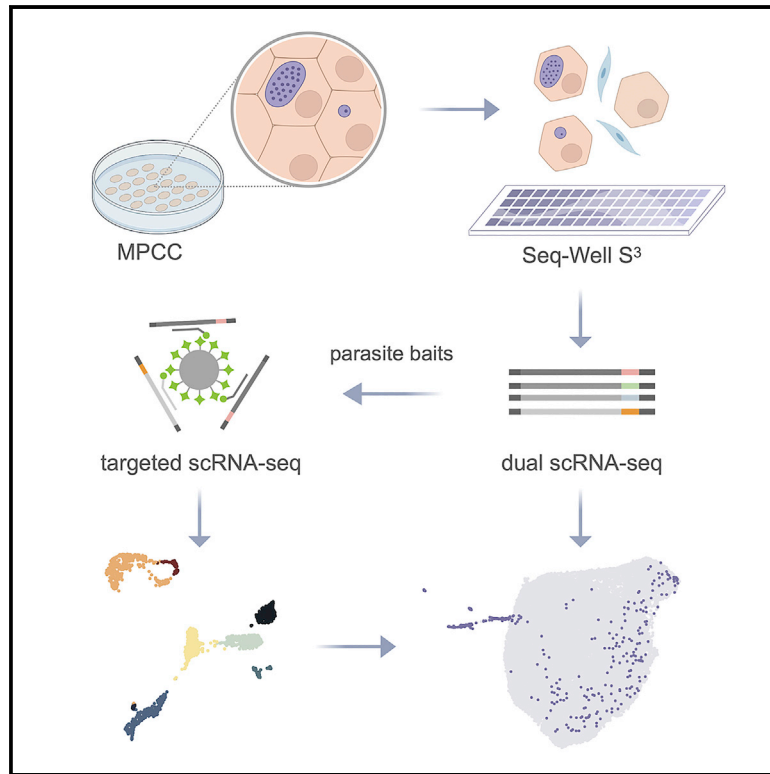 MPCC
Seq-Well S³
parasite baits
targeted scRNA-seq
dual scRNA-seq